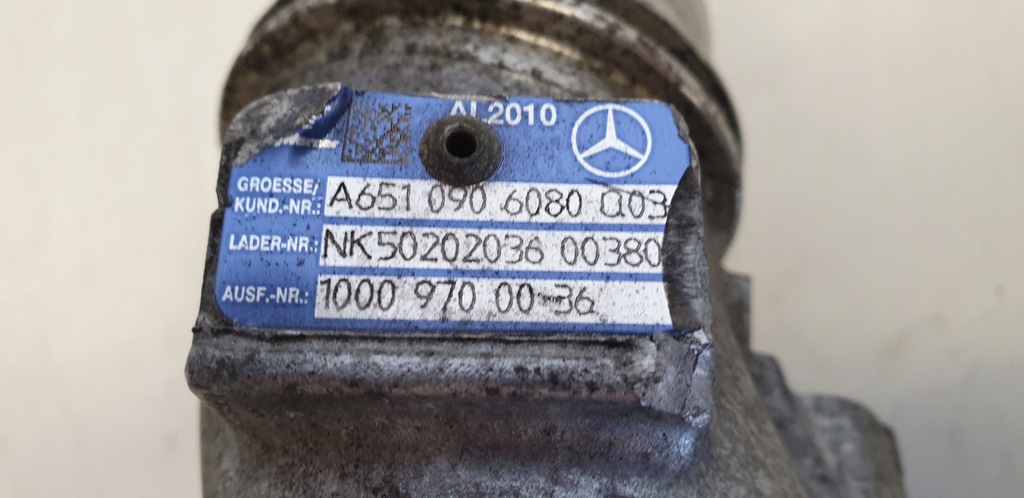 AL2010
GROESSE/
KUND.-NR.: A651 090 6080 Q03
LADER-NR.: NK50202036 00380
AUSF.-NR.: 1000 970 00-36